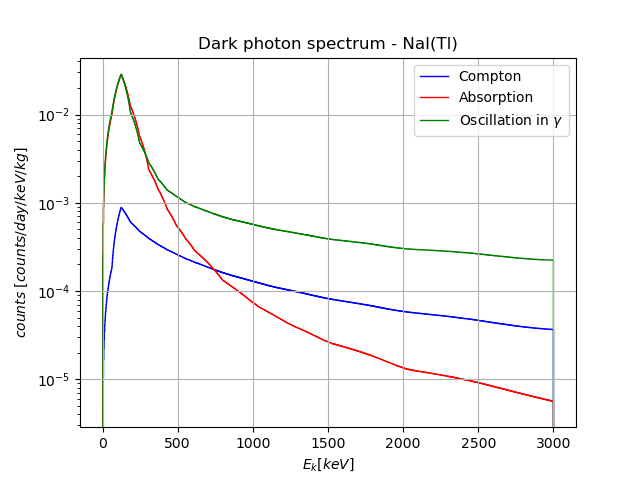 Dark photon spectrum - NaI(Tl)
Compton
Absorption
Oscillation in γ
counts [counts/day/keV/kg]
10⁻²
10⁻³
10⁻⁴
10⁻⁵
0 500 1000 1500 2000 2500 3000
E_k[keV]